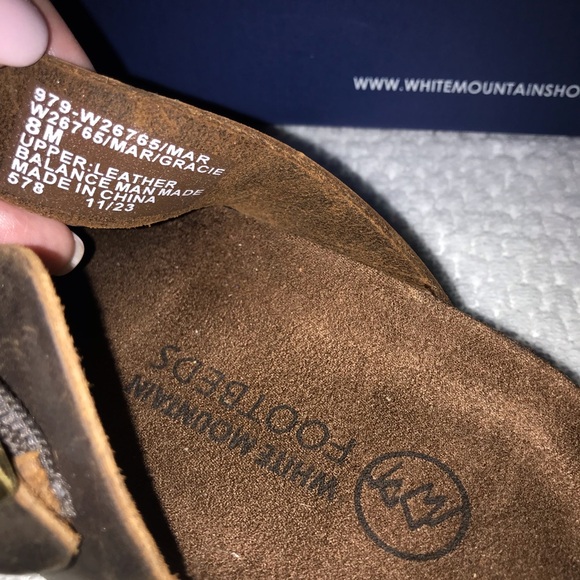 WWW.WHITEMOUNTAINSHO
979-W26765/MAR
W26765/MAR/GRACIE
8M
UPPER:LEATHER
BALANCE MAN MADE
MADE IN CHINA
578 11/23
WHITE MOUNTAIN
FOOTBEDS